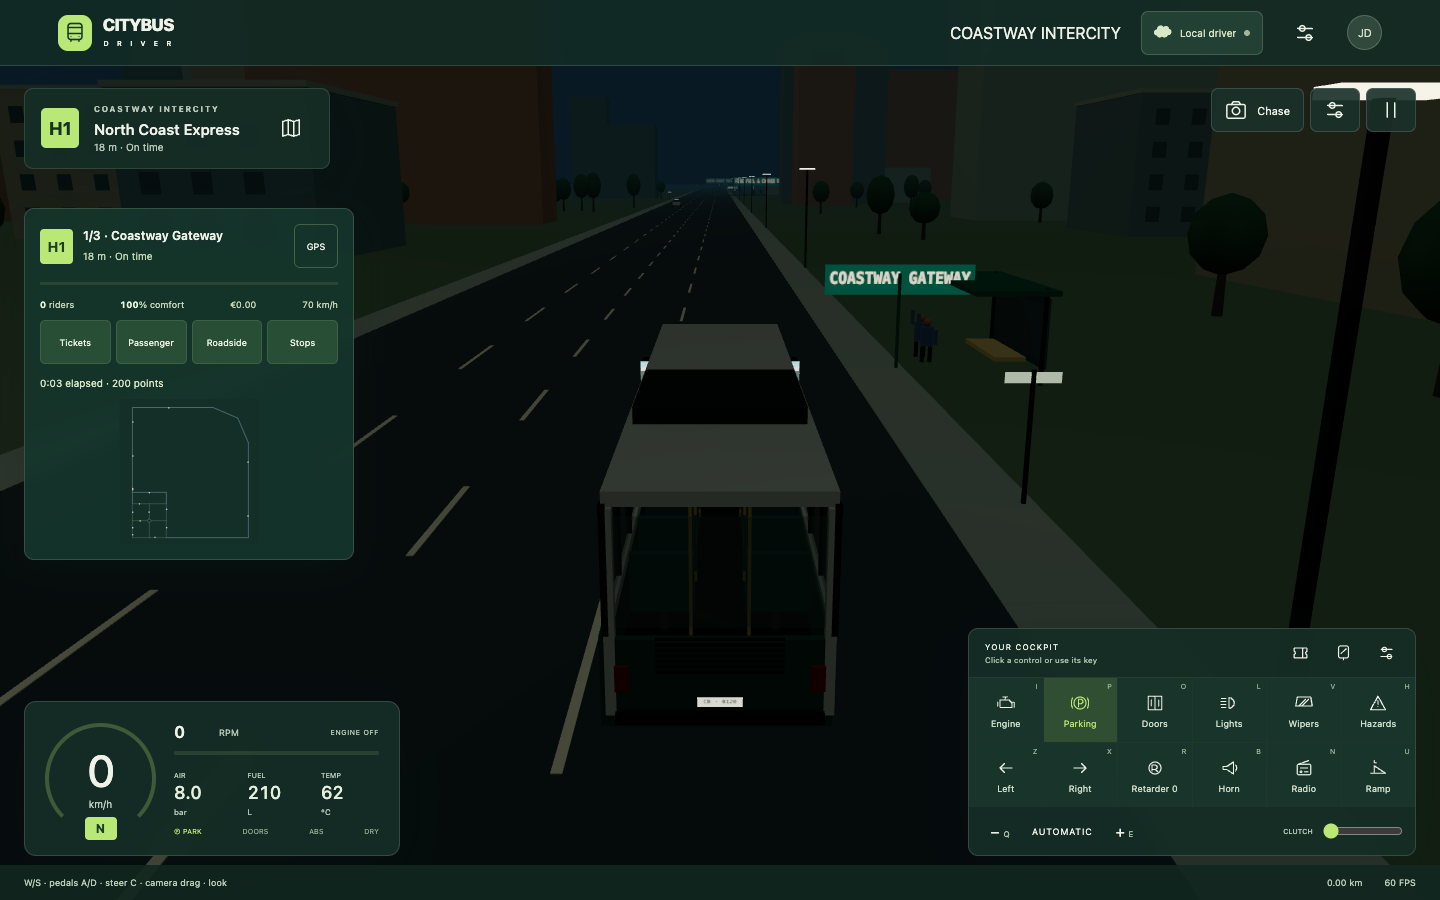 CITYBUS
DRIVER
COASTWAY INTERCITY
Local driver
JD
H1
COASTWAY INTERCITY
North Coast Express
18 m · On time
Chase
H1
1/3 · Coastway Gateway
18 m · On time
GPS
0 riders
100% comfort
€0.00
70 km/h
Tickets
Passenger
Roadside
Stops
0:03 elapsed · 200 points
COASTWAY GATEWAY
0
km/h
N
0
RPM
ENGINE OFF
AIR
8.0
bar
FUEL
210
L
TEMP
62
°C
PARK
DOORS
ABS
DRY
YOUR COCKPIT
Click a control or use its key
I
Engine
P
Parking
O
Doors
L
Lights
V
Wipers
H
Hazards
Z
Left
X
Right
R
Retarder 0
B
Horn
N
Radio
U
Ramp
− Q
AUTOMATIC
+ E
CLUTCH
W/S · pedals A/D · steer C · camera drag · look
0.00 km
60 FPS